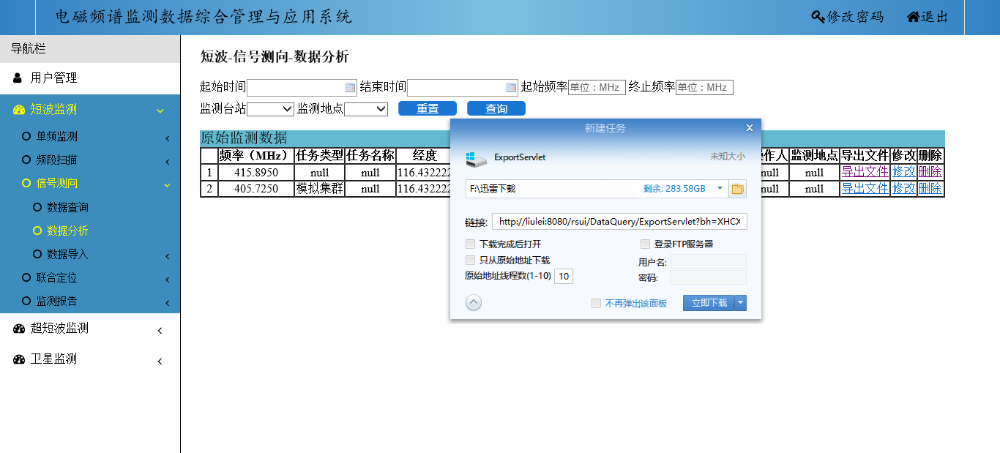 电磁频谱监测数据综合管理与应用系统 修改密码 退出
导航栏
用户管理
短波监测
单频监测
频段扫描
信号测向
数据查询
数据分析
数据导入
联合定位
监测报告
超短波监测
卫星监测
短波-信号测向-数据分析
起始时间 结束时间 起始频率 单位：MHz 终止频率 单位：MHz
监测台站 监测地点 重置 查询
原始监测数据
频率（MHz） 任务类型 任务名称 经度 作人 监测地点 导出文件 修改 删除
1 415.8950 null null 116.432222 null null 导出文件 修改 删除
2 405.7250 模拟集群 null 116.432222 null null 导出文件 修改 删除
新建任务 x
ExportServlet 未知大小
F:\迅雷下载 剩余: 283.58GB
链接: http://liulei:8080/rsui/DataQuery/ExportServlet?bh=XHCX
下载完成后打开 登录FTP服务器
只从原始地址下载 用户名:
原始地址线程数(1-10) 10 密码:
不再弹出该面板 立即下载